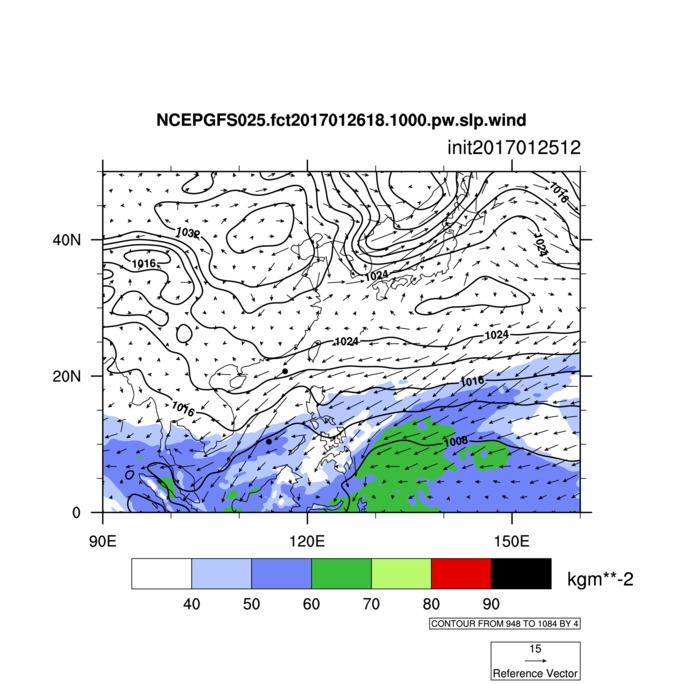 NCEPGFS025.fct2017012618.1000.pw.slp.wind
init2017012512
1016
1032
40N
1024
1016
1024
1024
1024
20N
1016
1016
1008
0
90E 120E 150E
kgm**-2
40 50 60 70 80 90
CONTOUR FROM 948 TO 1084 BY 4
15
Reference Vector